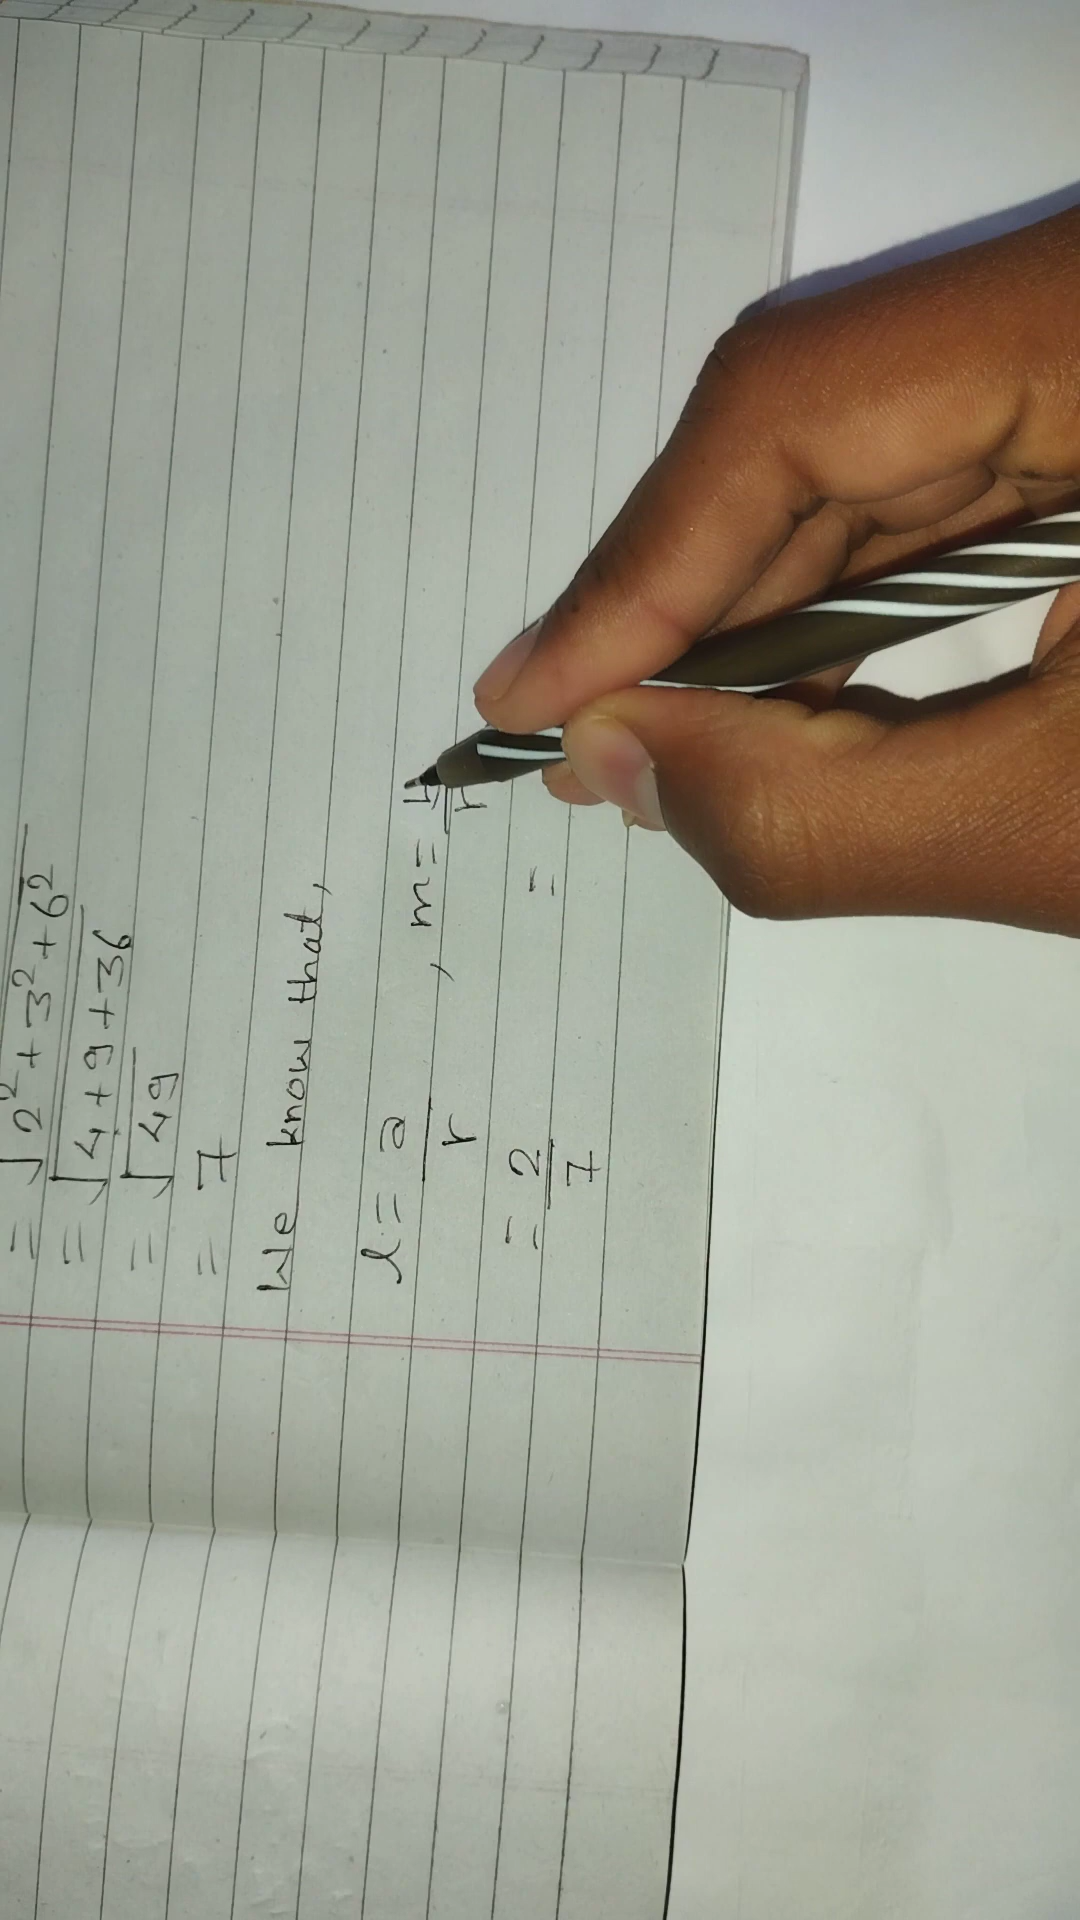 = √2² + 3² + 6²
= √4 + 9 + 36
= √49
= 7
We know that,
l = a/r , m = b/r
= 2/7 =